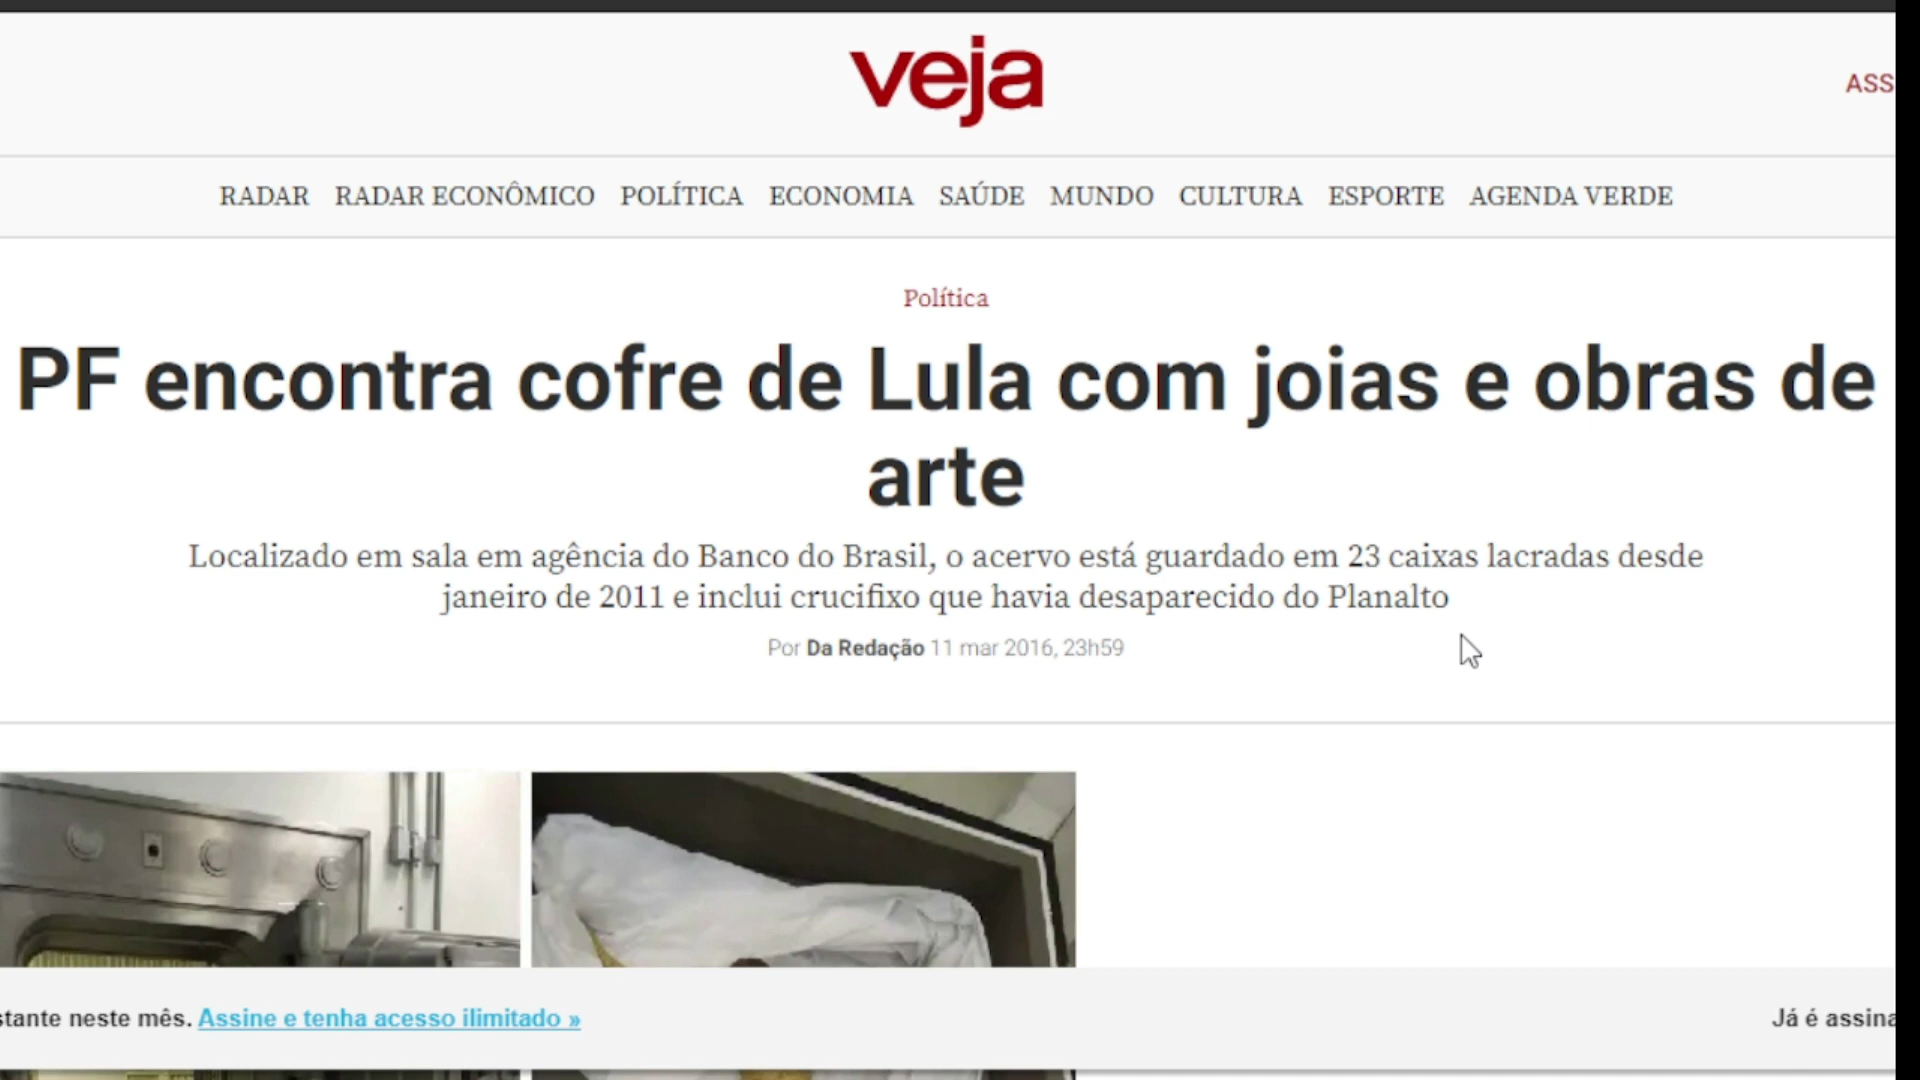 veja
ASS
RADAR RADAR ECONÔMICO POLÍTICA ECONOMIA SAÚDE MUNDO CULTURA ESPORTE AGENDA VERDE
Política
PF encontra cofre de Lula com joias e obras de
arte
Localizado em sala em agência do Banco do Brasil, o acervo está guardado em 23 caixas lacradas desde
janeiro de 2011 e inclui crucifixo que havia desaparecido do Planalto
Por Da Redação 11 mar 2016, 23h59
stante neste mês. Assine e tenha acesso ilimitado »
Já é assina